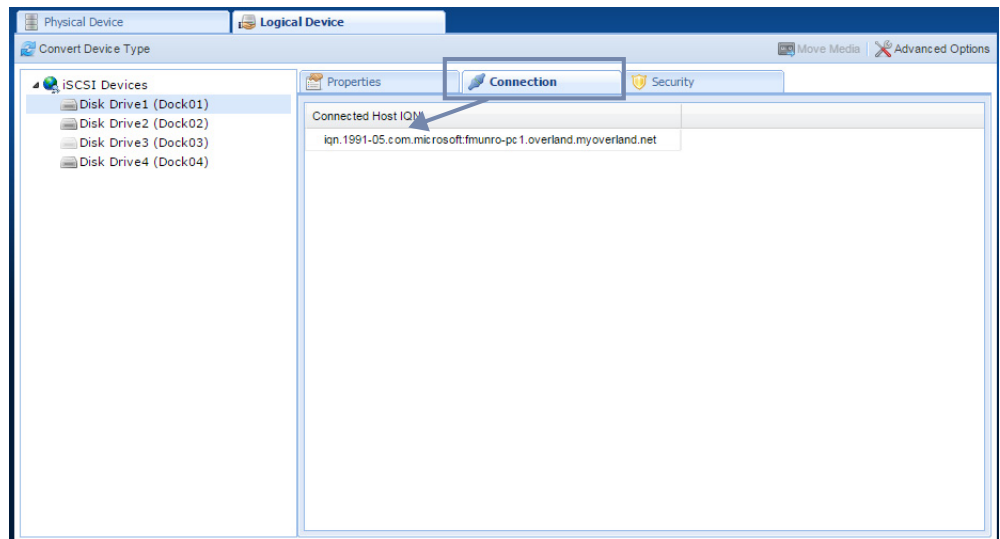 Physical Device
Logical Device
Convert Device Type
Move Media
Advanced Options
iSCSI Devices
Disk Drive1 (Dock01)
Disk Drive2 (Dock02)
Disk Drive3 (Dock03)
Disk Drive4 (Dock04)
Properties
Connection
Security
Connected Host IQN
iqn.1991-05.com.microsoft:fmunro-pc1.overland.myoverland.net